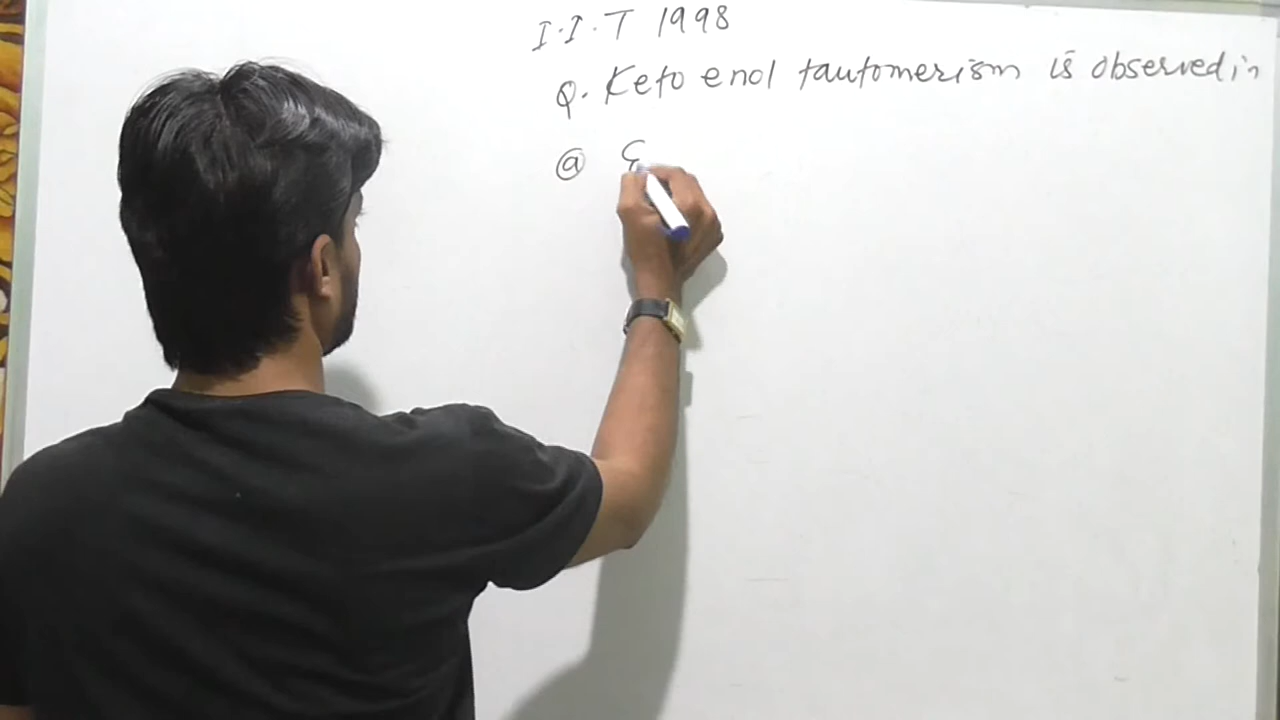 I.I.T 1998
Q. Keto enol tautomerism is observed in
ⓐ